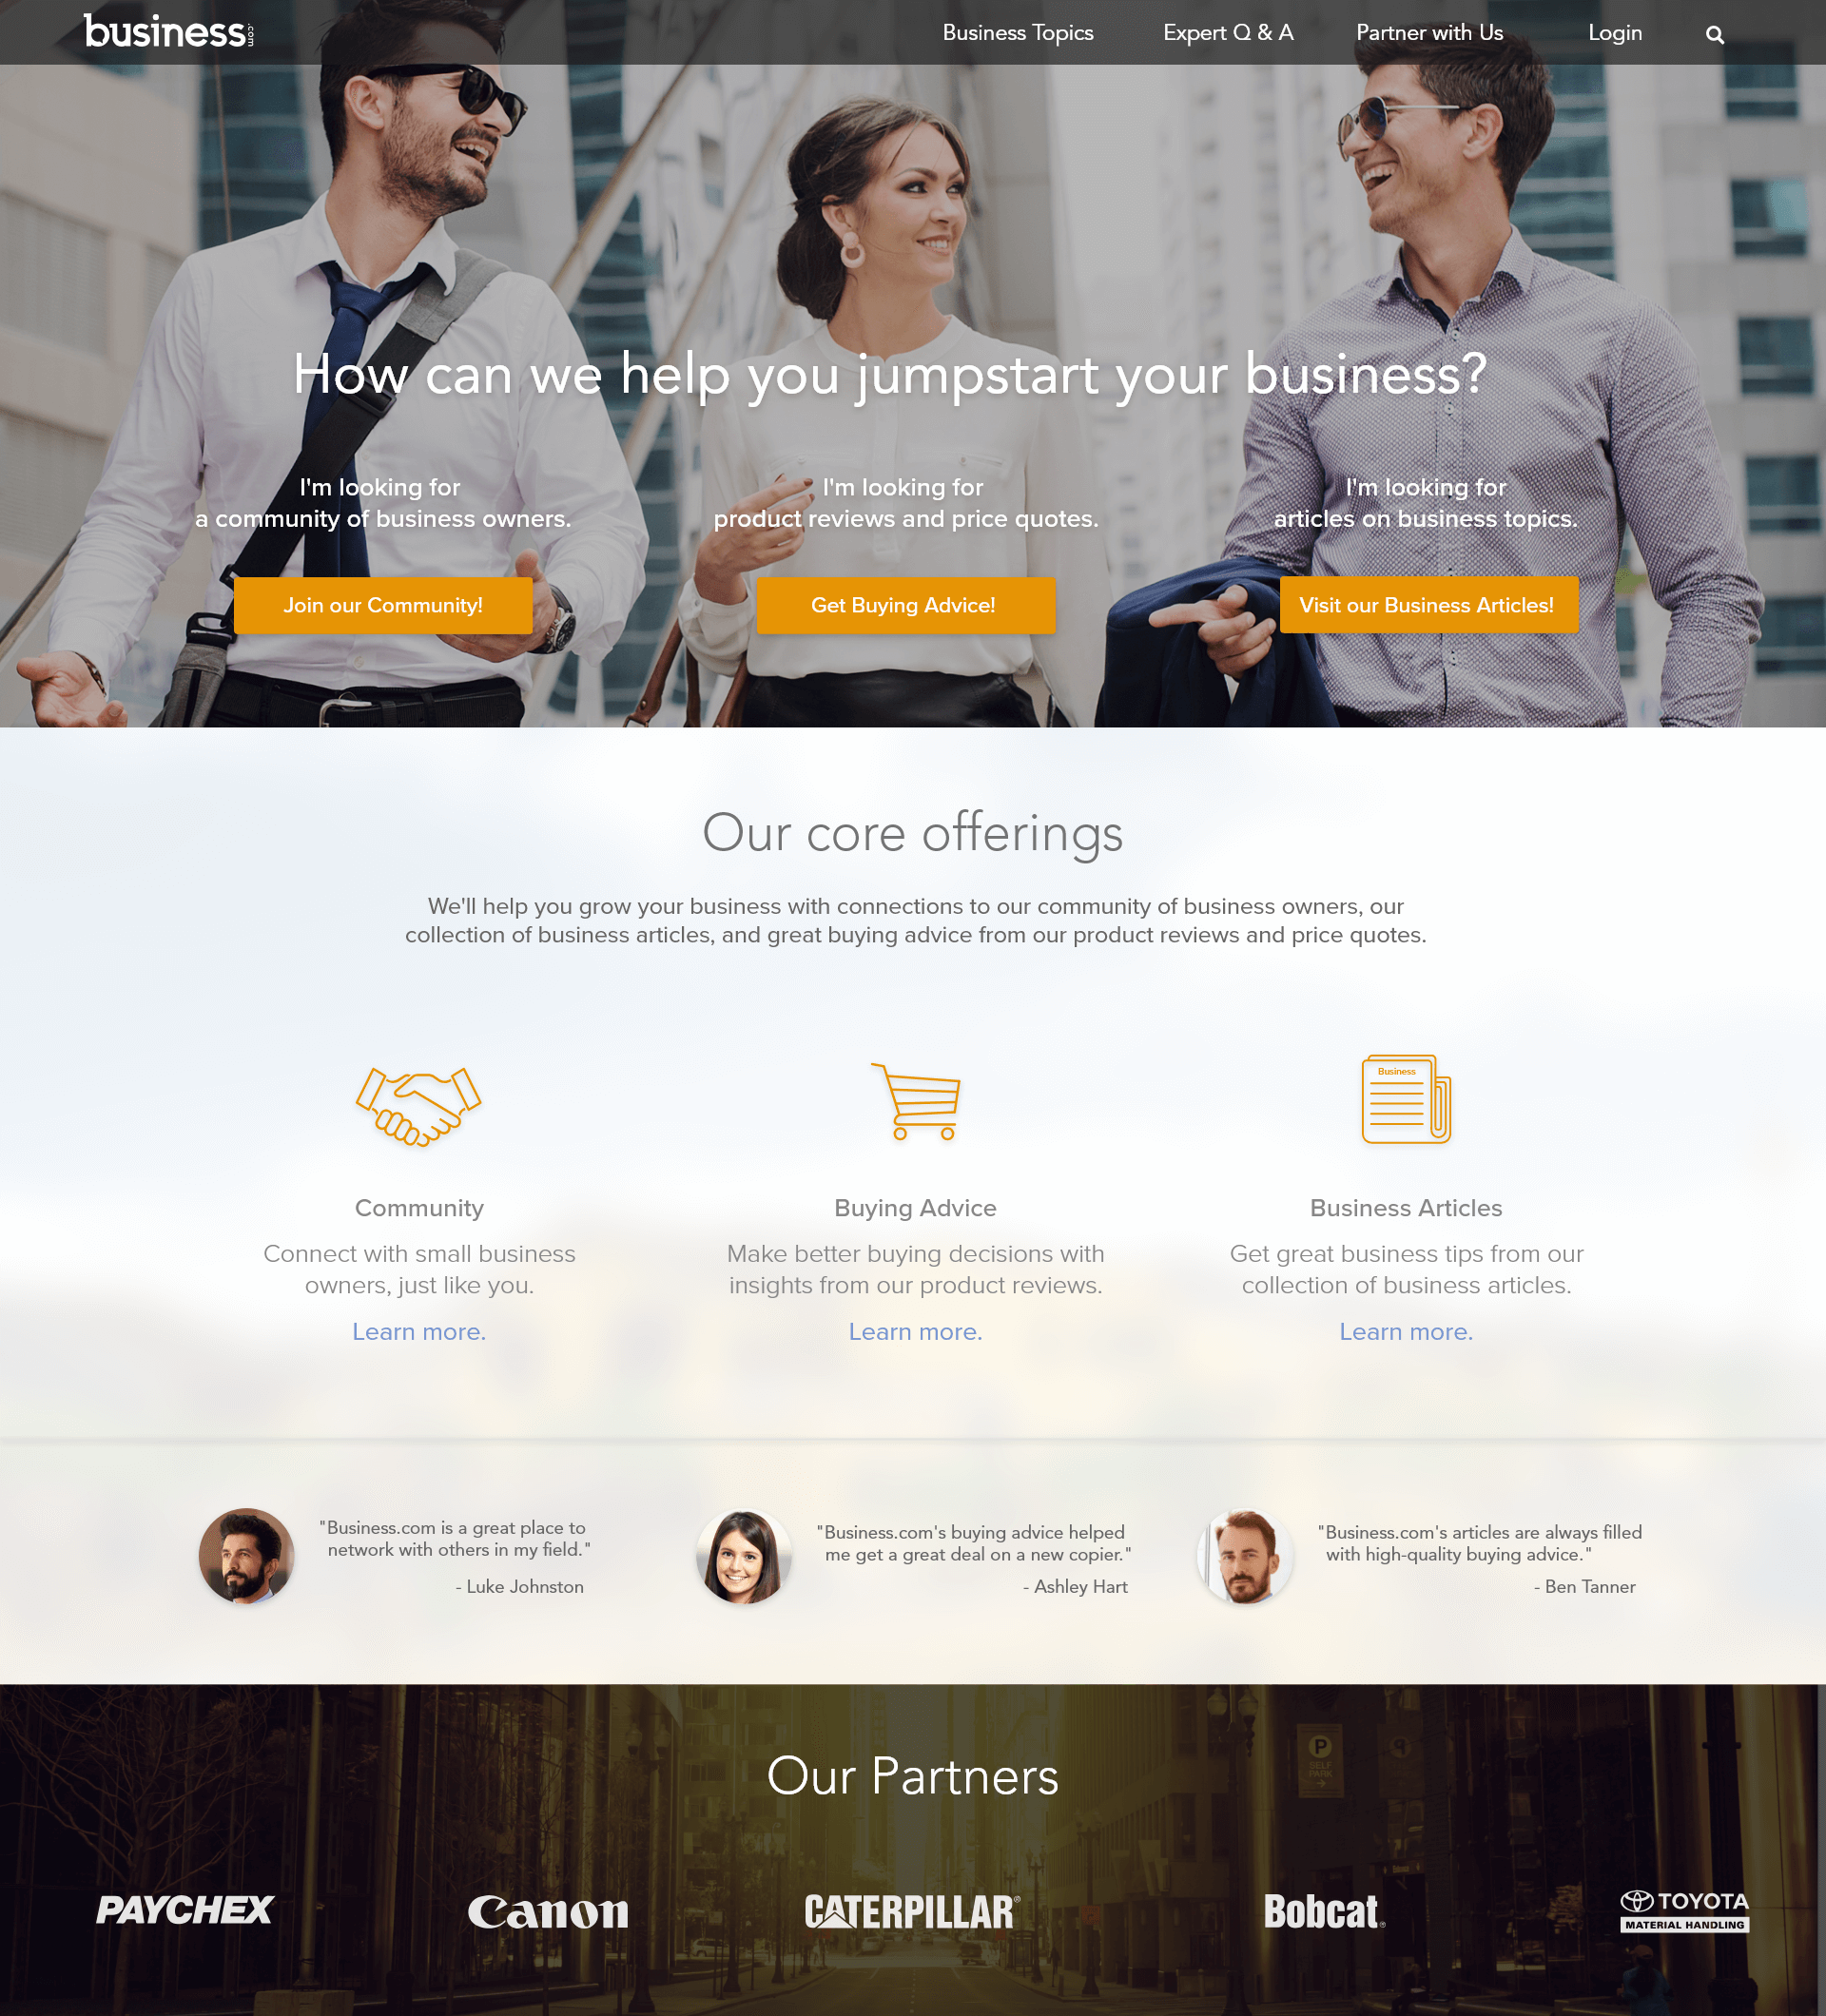 business.com
Business Topics
Expert Q & A
Partner with Us
Login
How can we help you jumpstart your business?
I'm looking for
a community of business owners.
Join our Community!
I'm looking for
product reviews and price quotes.
Get Buying Advice!
I'm looking for
articles on business topics.
Visit our Business Articles!
Our core offerings
We'll help you grow your business with connections to our community of business owners, our
collection of business articles, and great buying advice from our product reviews and price quotes.
Community
Connect with small business
owners, just like you.
Learn more.
Buying Advice
Make better buying decisions with
insights from our product reviews.
Learn more.
Business
Business Articles
Get great business tips from our
collection of business articles.
Learn more.
"Business.com is a great place to
network with others in my field."
- Luke Johnston
"Business.com's buying advice helped
me get a great deal on a new copier."
- Ashley Hart
"Business.com's articles are always filled
with high-quality buying advice."
- Ben Tanner
Our Partners
P
SELF
PARK
PAYCHEX
Canon
CATERPILLAR®
Bobcat®
TOYOTA
MATERIAL HANDLING